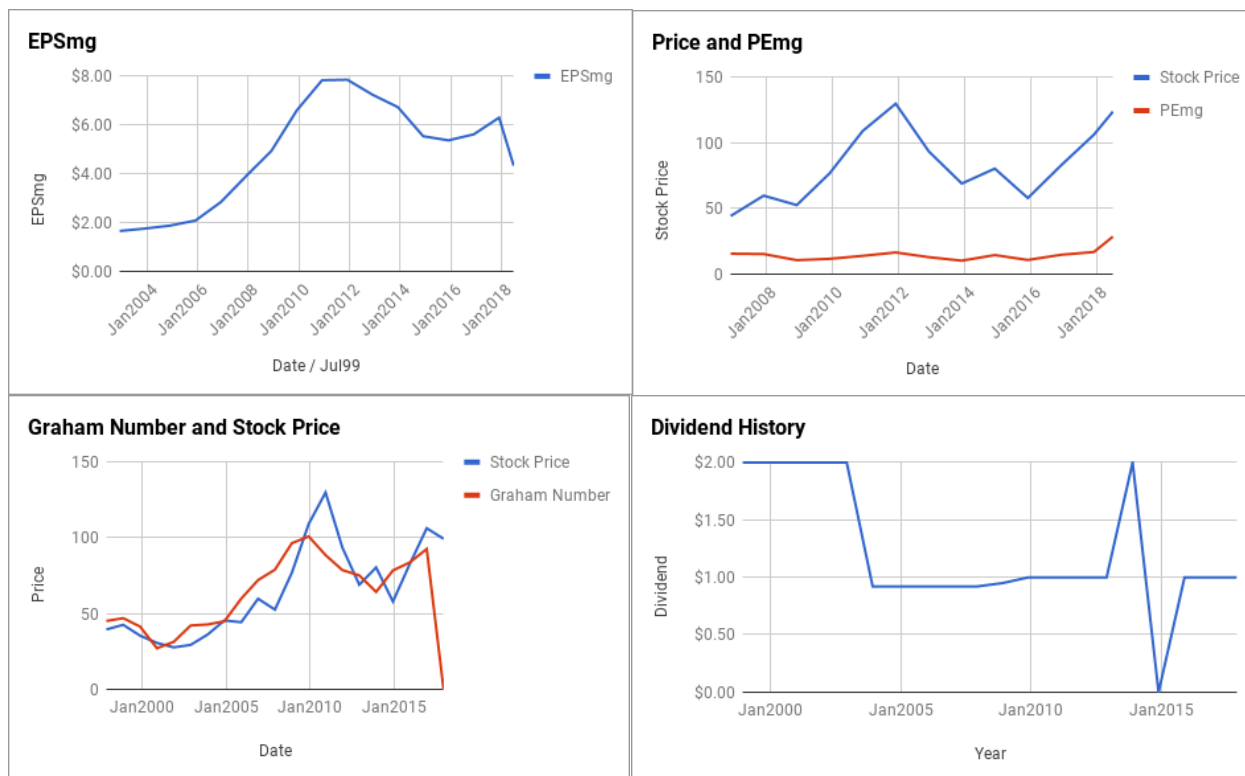 EPSmg
$8.00
$6.00
$4.00
$2.00
$0.00
EPSmg
EPSmg
Jan2004
Jan2006
Jan2008
Jan2010
Jan2012
Jan2014
Jan2016
Jan2018
Date / Jul99
Price and PEmg
150
100
50
0
Stock Price
Stock Price
PEmg
Jan2008
Jan2010
Jan2012
Jan2014
Jan2016
Jan2018
Date
Graham Number and Stock Price
150
100
50
0
Price
Stock Price
Graham Number
Jan2000
Jan2005
Jan2010
Jan2015
Date
Dividend History
$2.00
$1.50
$1.00
$0.50
$0.00
Dividend
Jan2000
Jan2005
Jan2010
Jan2015
Year